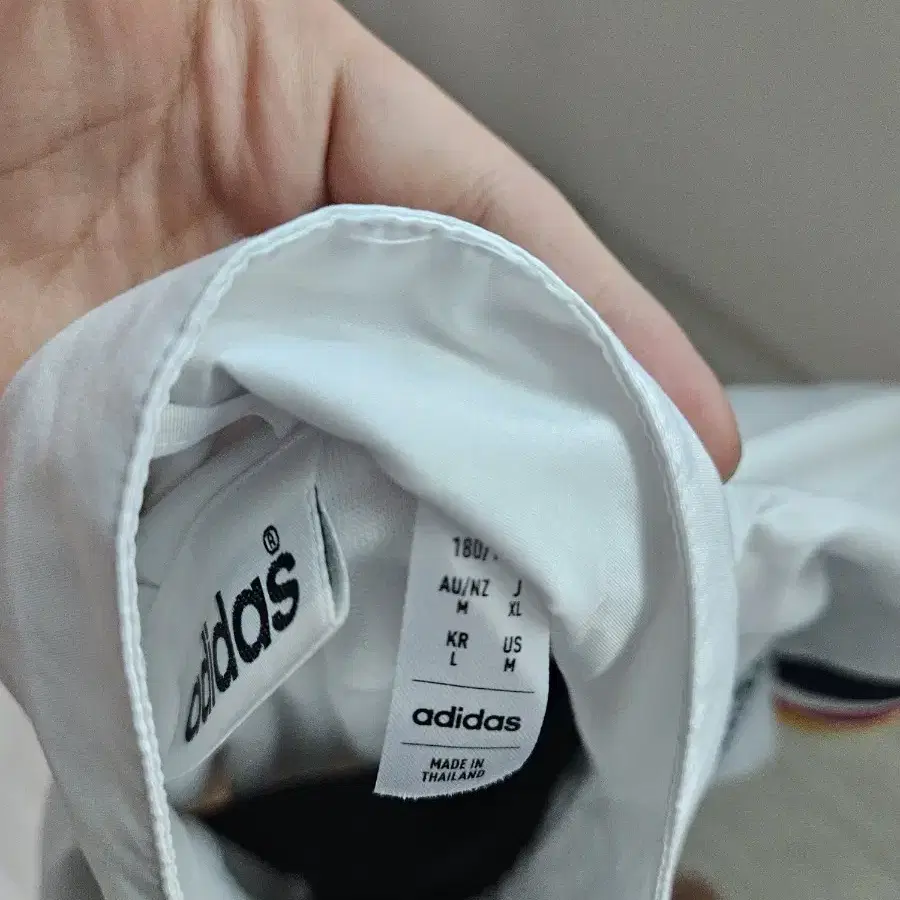 adidas®
180/
AU/NZ J
M XL
KR US
L M
adidas
MADE IN
THAILAND